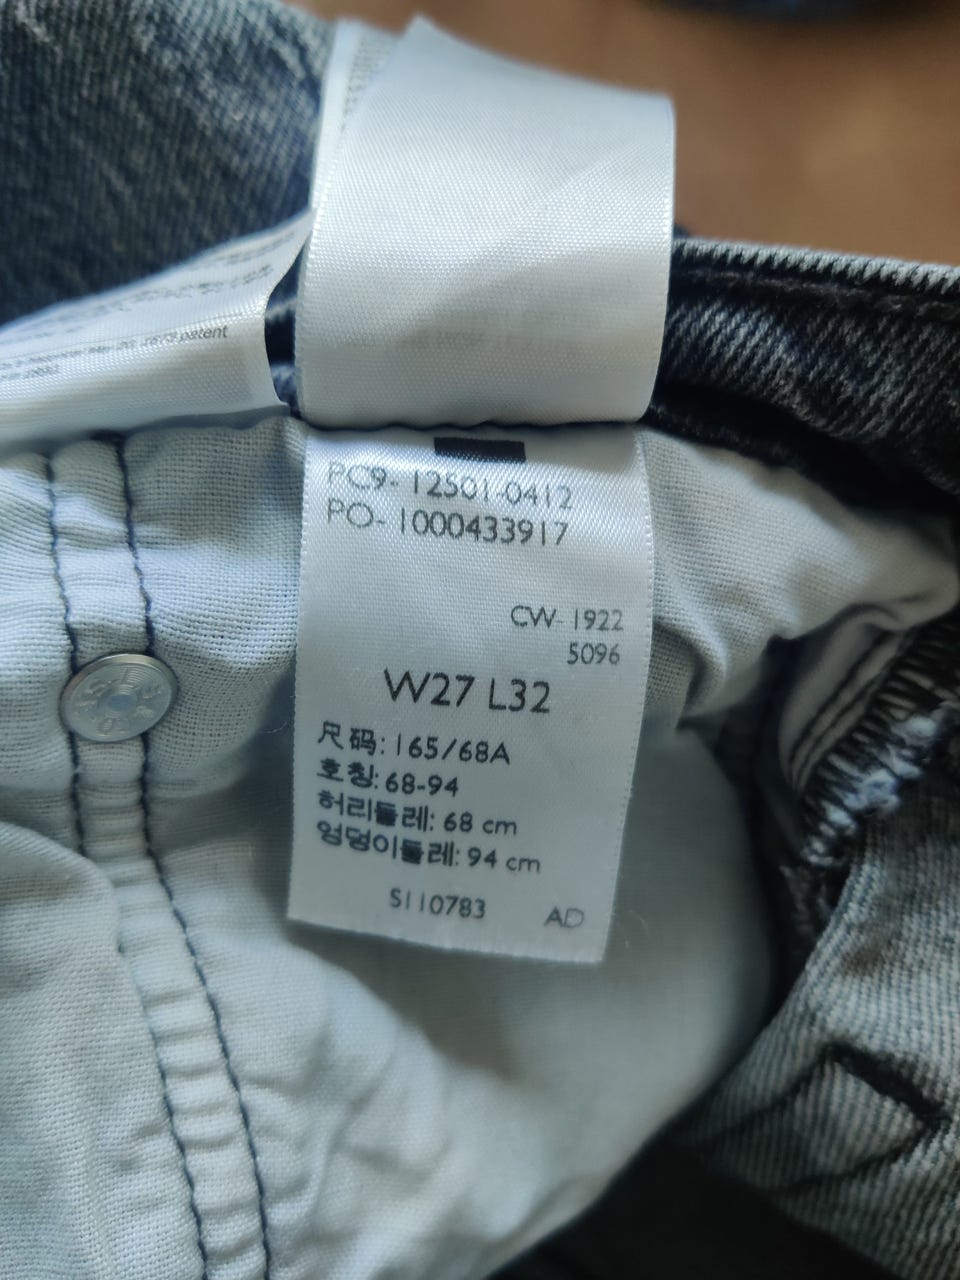 patent
PC9- 12501-0412
PO- 1000433917
CW- 1922
5096
W27 L32
尺码: 165/68A
호칭: 68-94
허리둘레: 68 cm
엉덩이둘레: 94 cm
S110783 AD